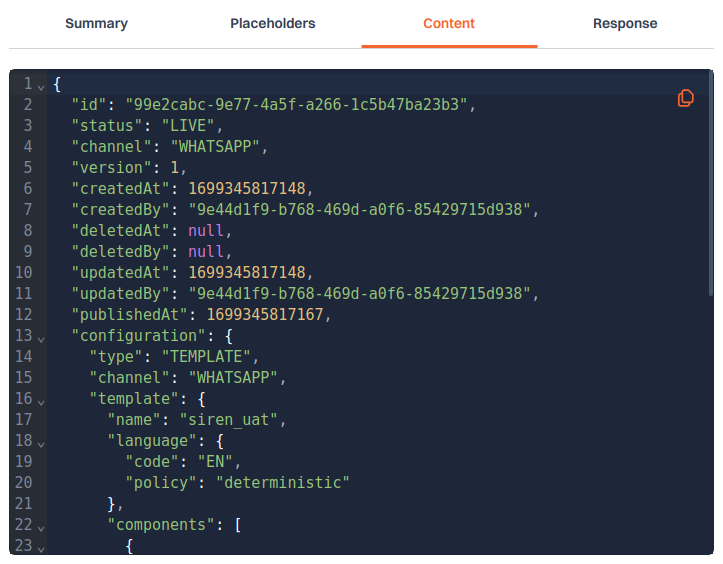 Summary Placeholders Content Response
1 {
2 "id": "99e2cabc-9e77-4a5f-a266-1c5b47ba23b3",
3 "status": "LIVE",
4 "channel": "WHATSAPP",
5 "version": 1,
6 "createdAt": 1699345817148,
7 "createdBy": "9e44d1f9-b768-469d-a0f6-85429715d938",
8 "deletedAt": null,
9 "deletedBy": null,
10 "updatedAt": 1699345817148,
11 "updatedBy": "9e44d1f9-b768-469d-a0f6-85429715d938",
12 "publishedAt": 1699345817167,
13 "configuration": {
14 "type": "TEMPLATE",
15 "channel": "WHATSAPP",
16 "template": {
17 "name": "siren_uat",
18 "language": {
19 "code": "EN",
20 "policy": "deterministic"
21 },
22 "components": [
23 {